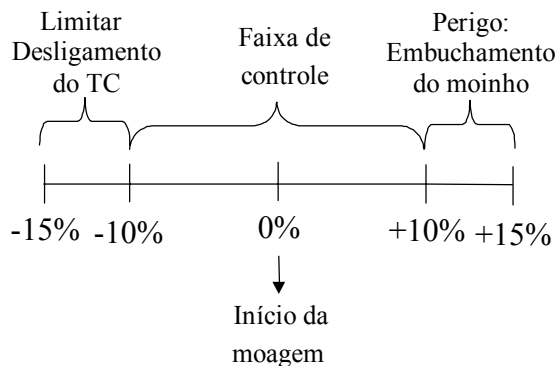 Limitar
Desligamento
do TC
Faixa de
controle
Perigo:
Embuchamento
do moinho
-15%
-10%
0%
+10%
+15%
Início da
moagem